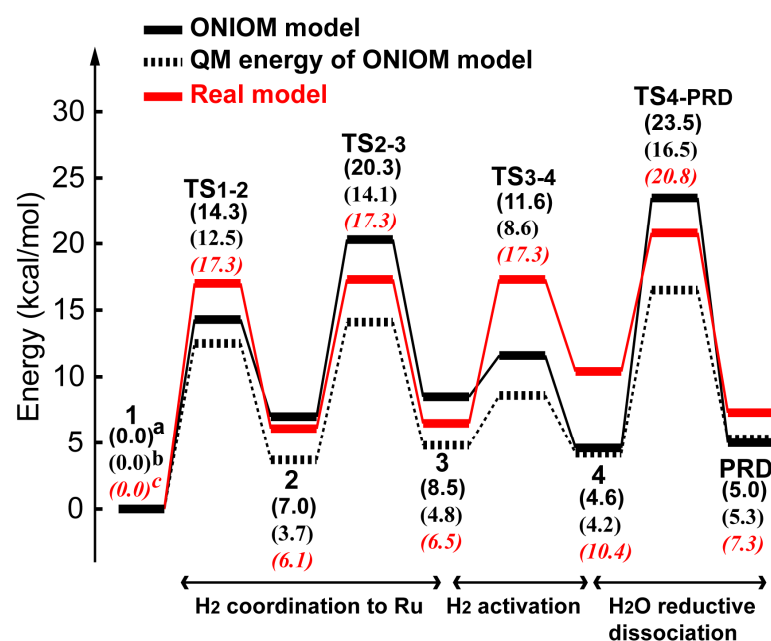 ONIOM model
QM energy of ONIOM model
Real model
Energy (kcal/mol)
30
25
20
15
10
5
0
1
(0.0)a
(0.0)b
(0.0)c
TS1-2
(14.3)
(12.5)
(17.3)
2
(7.0)
(3.7)
(6.1)
TS2-3
(20.3)
(14.1)
(17.3)
3
(8.5)
(4.8)
(6.5)
TS3-4
(11.6)
(8.6)
(17.3)
4
(4.6)
(4.2)
(10.4)
TS4-PRD
(23.5)
(16.5)
(20.8)
PRD
(5.0)
(5.3)
(7.3)
H2 coordination to Ru
H2 activation
H2O reductive
dissociation